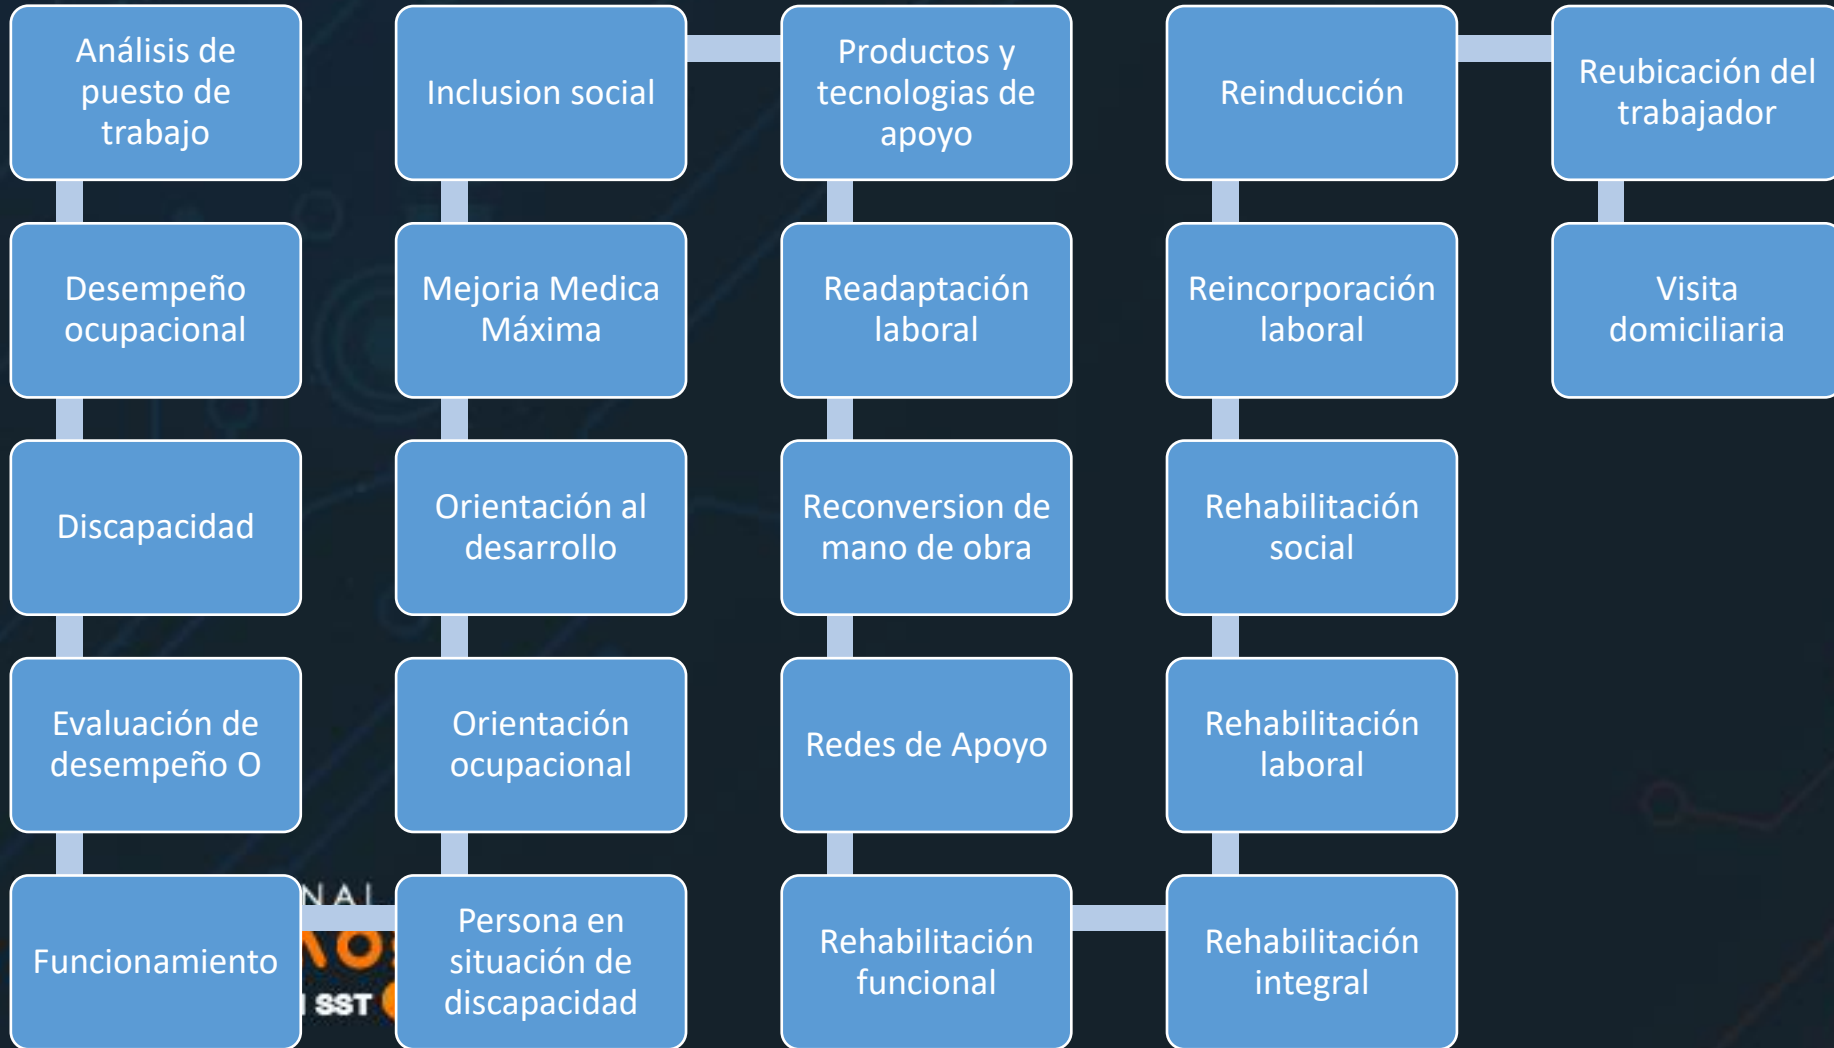 Análisis de
puesto de
trabajo
Desempeño
ocupacional
Discapacidad
Evaluación de
desempeño O
Funcionamiento
Persona en
situación de
discapacidad
Orientación
ocupacional
Orientación al
desarrollo
Mejoria Medica
Máxima
Inclusion social
Productos y
tecnologias de
apoyo
Readaptación
laboral
Reconversion de
mano de obra
Redes de Apoyo
Rehabilitación
funcional
Rehabilitación
integral
Rehabilitación
laboral
Rehabilitación
social
Reincorporación
laboral
Reinducción
Reubicación del
trabajador
Visita
domiciliaria
SST